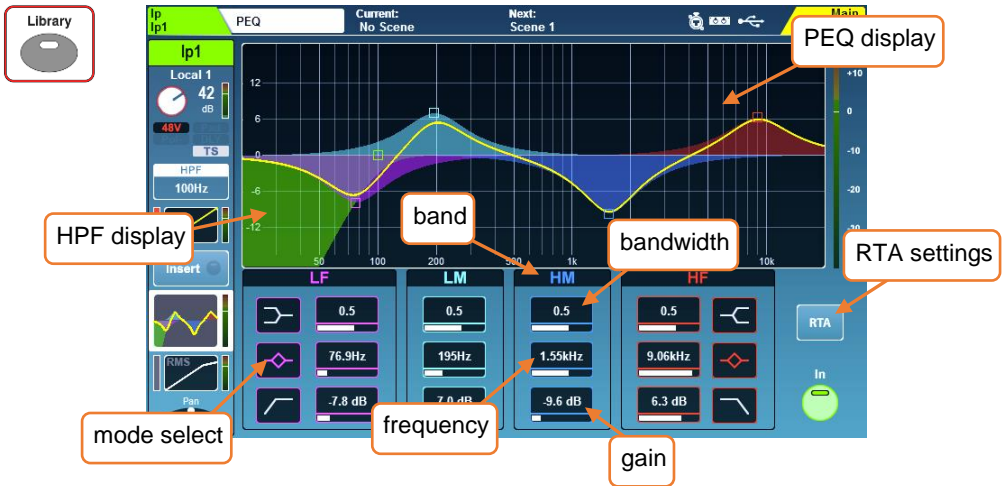 Library
Ip
Ip1
PEQ
Current:
No Scene
Next:
Scene 1
Main
PEQ display
Ip1
Local 1
42
dB
48V
TS
HPF
100Hz
Insert
RMS
Pan
12
6
0
-6
-12
50
100
200
500
1k
10k
+10
0
-10
-20
-30
HPF display
band
bandwidth
RTA settings
LF
LM
HM
HF
0.5
0.5
0.5
0.5
76.9Hz
195Hz
1.55kHz
9.06kHz
-7.8 dB
7.0 dB
-9.6 dB
6.3 dB
RTA
In
mode select
frequency
gain